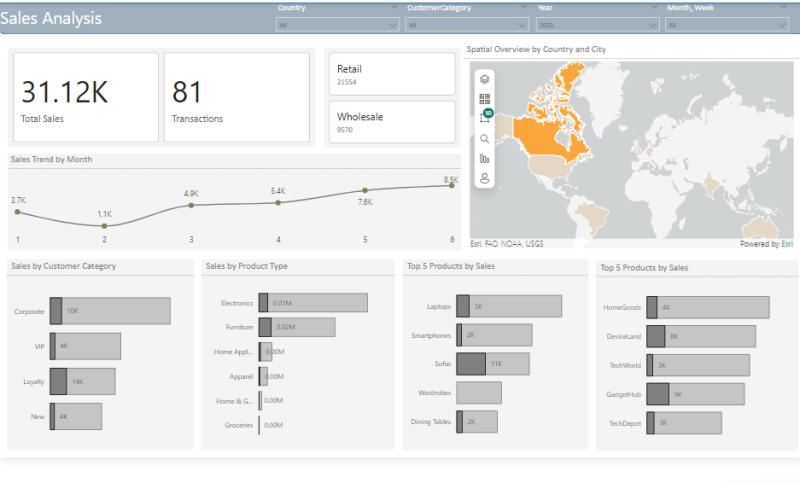 Sales Analysis
Country
CustomerCategory
Year
Month, Week
All
All
2025
All
31.12K
Total Sales
81
Transactions
Retail
21554
Wholesale
9570
Spatial Overview by Country and City
10
Esri, FAO, NOAA, USGS
Powered by Esri
Sales Trend by Month
3.7K
1.1K
4.9K
5.4K
7.6K
8.5K
1
2
3
4
5
6
Sales by Customer Category
Corporate
10K
VIP
4K
Loyalty
14K
New
4K
Sales by Product Type
Electronics
0.01M
Furniture
0.02M
Home Appl...
0.00M
Apparel
0.00M
Home & G...
0.00M
Groceries
0.00M
Top 5 Products by Sales
Laptops
5K
Smartphones
2K
Sofas
11K
Wardrobes
Dining Tables
2K
Top 5 Products by Sales
HomeGoods
4K
DeviceLand
8K
TechWorld
3K
GadgetHub
9K
TechDepot
3K